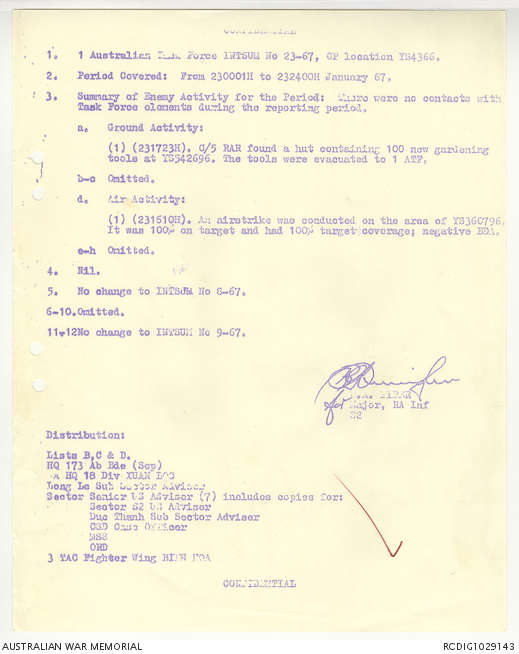 CONFIDENTIAL
1. 1 Australian Task Force INTSUM No 23-67, CP location YS4366.
2. Period Covered: From 230001H to 232400H January 67.
3. Summary of Enemy Activity for the Period: There were no contacts with
Task Force elements during the reporting period.
a. Ground Activity:
(1) (231723H). C/5 RAR found a hut containing 100 new gardening
tools at YS542696. The tools were evacuated to 1 ATF.
b-c Omitted.
d. Air Activity:
(1) (231510H). An airstrike was conducted on the area of YS360796.
It was 100% on target and had 100% target coverage; negative BDA.
e-h Omitted.
4. Nil.
5. No change to INTSUM No 8-67.
6-10. Omitted.
11-12 No change to INTSUM No 9-67.
for Major, RA Inf
S2
Distribution:
Lists B,C & D.
HQ 173 Ab Bde (Sep)
HQ 18 Div XUAN LOC
Long Le Sub Sector Advisor
Sector Senior US Advisor (7) includes copies for:
Sector S2 US Advisor
Duc Thanh Sub Sector Advisor
CSD Case Officer
NSS
OHD
3 TAC Fighter Wing BIEN HOA
CONFIDENTIAL
AUSTRALIAN WAR MEMORIAL
RCDIG1029143